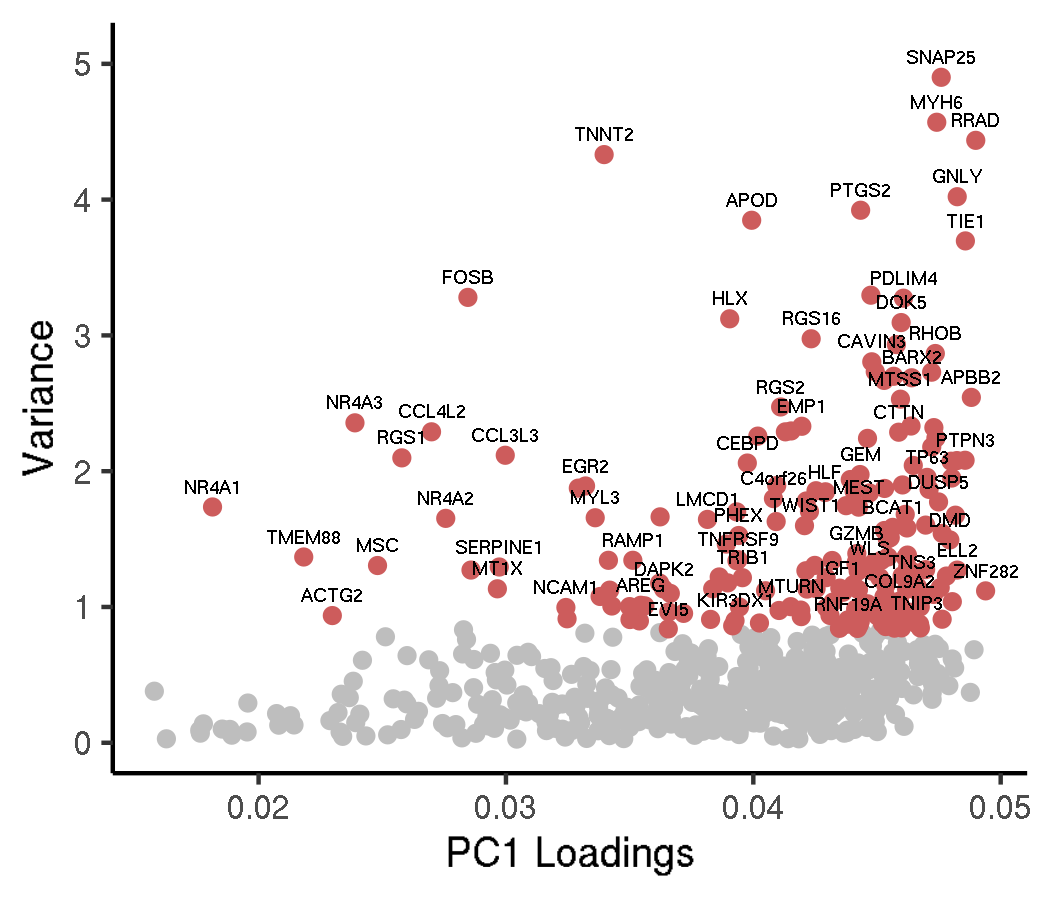 5
4
3
2
1
0
Variance
SNAP25
MYH6
RRAD
TNNT2
GNLY
PTGS2
APOD
TIE1
FOSB
PDLIM4
HLX
DOK5
RGS16
RHOB
CAVIN3
BARX2
MTSS1
APBB2
RGS2
NR4A3
EMP1
CCL4L2
CTTN
RGS1
CCL3L3
CEBPD
PTPN3
GEM
TP63
EGR2
C4orf26
HLF
NR4A1
MEST
DUSP5
NR4A2
MYL3
LMCD1
TWIST1
BCAT1
PHEX
DMD
TMEM88
MSC
SERPINE1
RAMP1
TNFRSF9
GZMB
WLS
ELL2
MT1X
DAPK2
TRIB1
IGF1
TNS3
ZNF282
ACTG2
NCAM1
AREG
MTURN
COL9A2
EVI5
KIR3DX1
RNF19A
TNIP3
0.02
0.03
0.04
0.05
PC1 Loadings